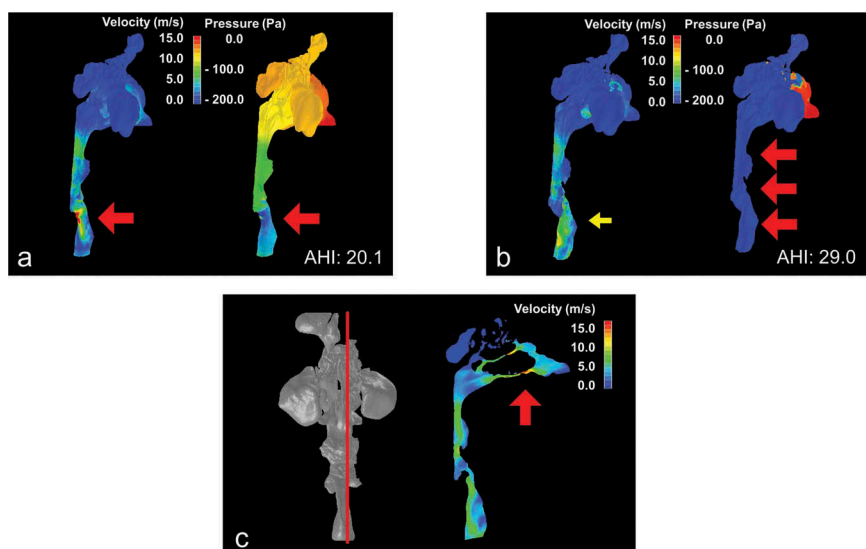 Velocity (m/s) Pressure (Pa)
15.0 0.0
10.0
5.0 - 100.0
0.0 - 200.0
a
AHI: 20.1
Velocity (m/s) Pressure (Pa)
15.0 0.0
10.0
5.0 - 100.0
0.0 - 200.0
b
AHI: 29.0
Velocity (m/s)
15.0
10.0
5.0
0.0
c